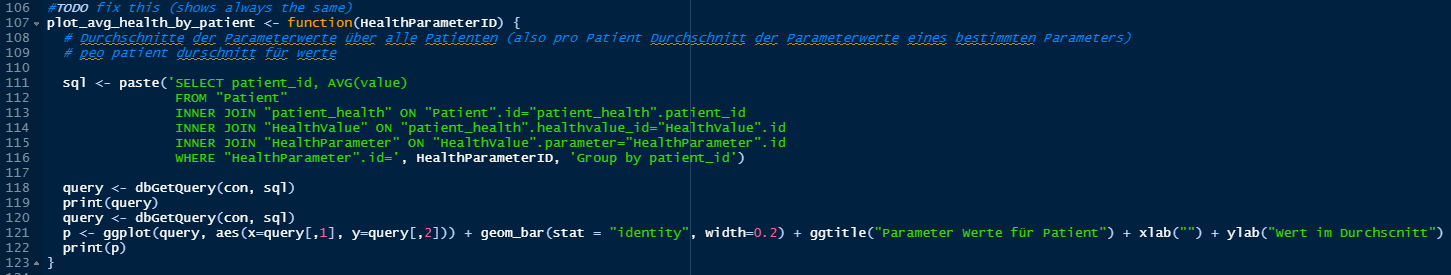 106 #TODO fix this (shows always the same)
107 plot_avg_health_by_patient <- function(HealthParameterID) {
108 # Durchschnitte der Parameterwerte über alle Patienten (also pro Patient Durchschnitt der Parameterwerte eines bestimmten Parameters)
109 # peo patient durschnitt für werte
110
111 sql <- paste('SELECT patient_id, AVG(value)
112 FROM "Patient"
113 INNER JOIN "patient_health" ON "Patient".id="patient_health".patient_id
114 INNER JOIN "HealthValue" ON "patient_health".healthvalue_id="HealthValue".id
115 INNER JOIN "HealthParameter" ON "HealthValue".parameter="HealthParameter".id
116 WHERE "HealthParameter".id=', HealthParameterID, 'Group by patient_id')
117
118 query <- dbGetQuery(con, sql)
119 print(query)
120 query <- dbGetQuery(con, sql)
121 p <- ggplot(query, aes(x=query[,1], y=query[,2])) + geom_bar(stat = "identity", width=0.2) + ggtitle("Parameter Werte für Patient") + xlab("") + ylab("Wert im Durchscnitt")
122 print(p)
123 }